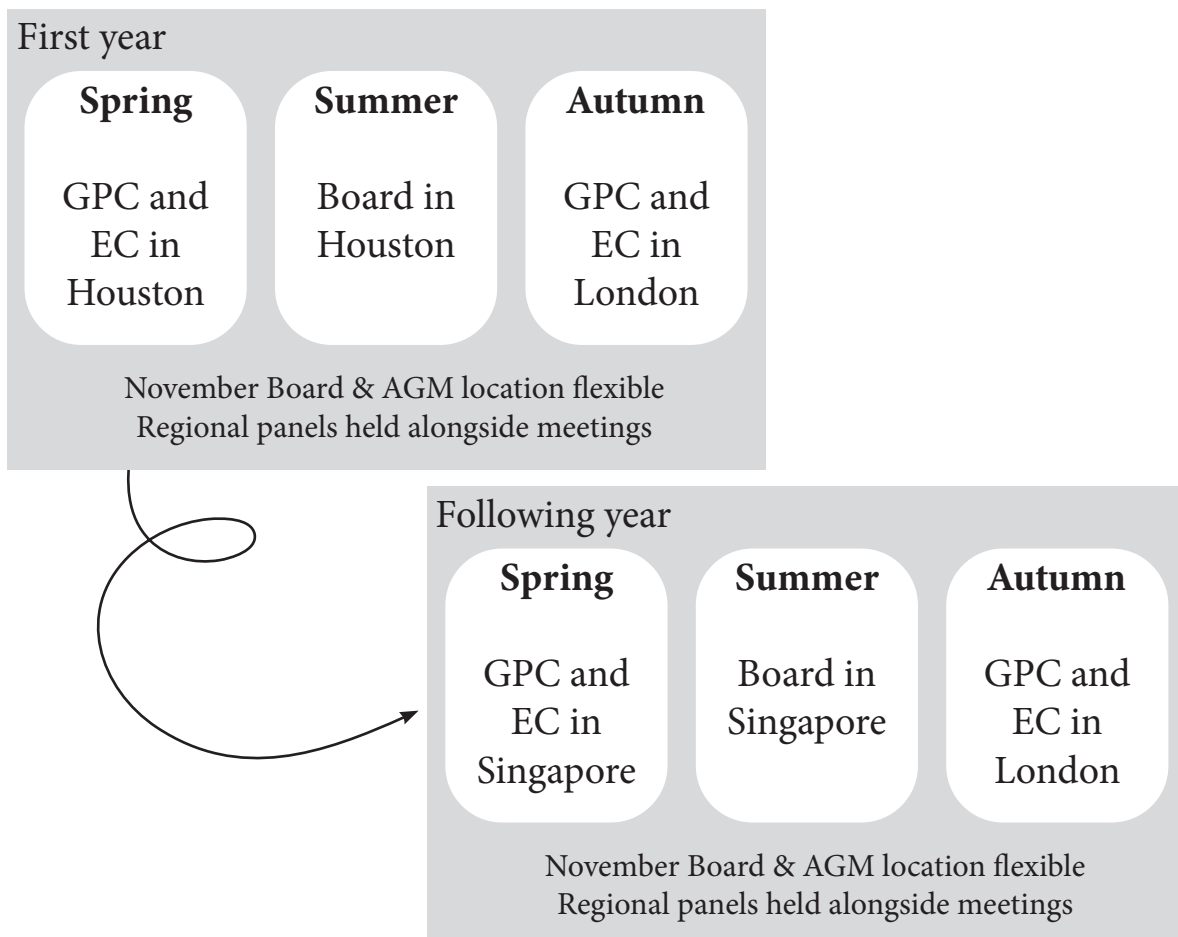 First year
Spring
GPC and
EC in
Houston
Summer
Board in
Houston
Autumn
GPC and
EC in
London
November Board & AGM location flexible
Regional panels held alongside meetings
Following year
Spring
GPC and
EC in
Singapore
Summer
Board in
Singapore
Autumn
GPC and
EC in
London
November Board & AGM location flexible
Regional panels held alongside meetings